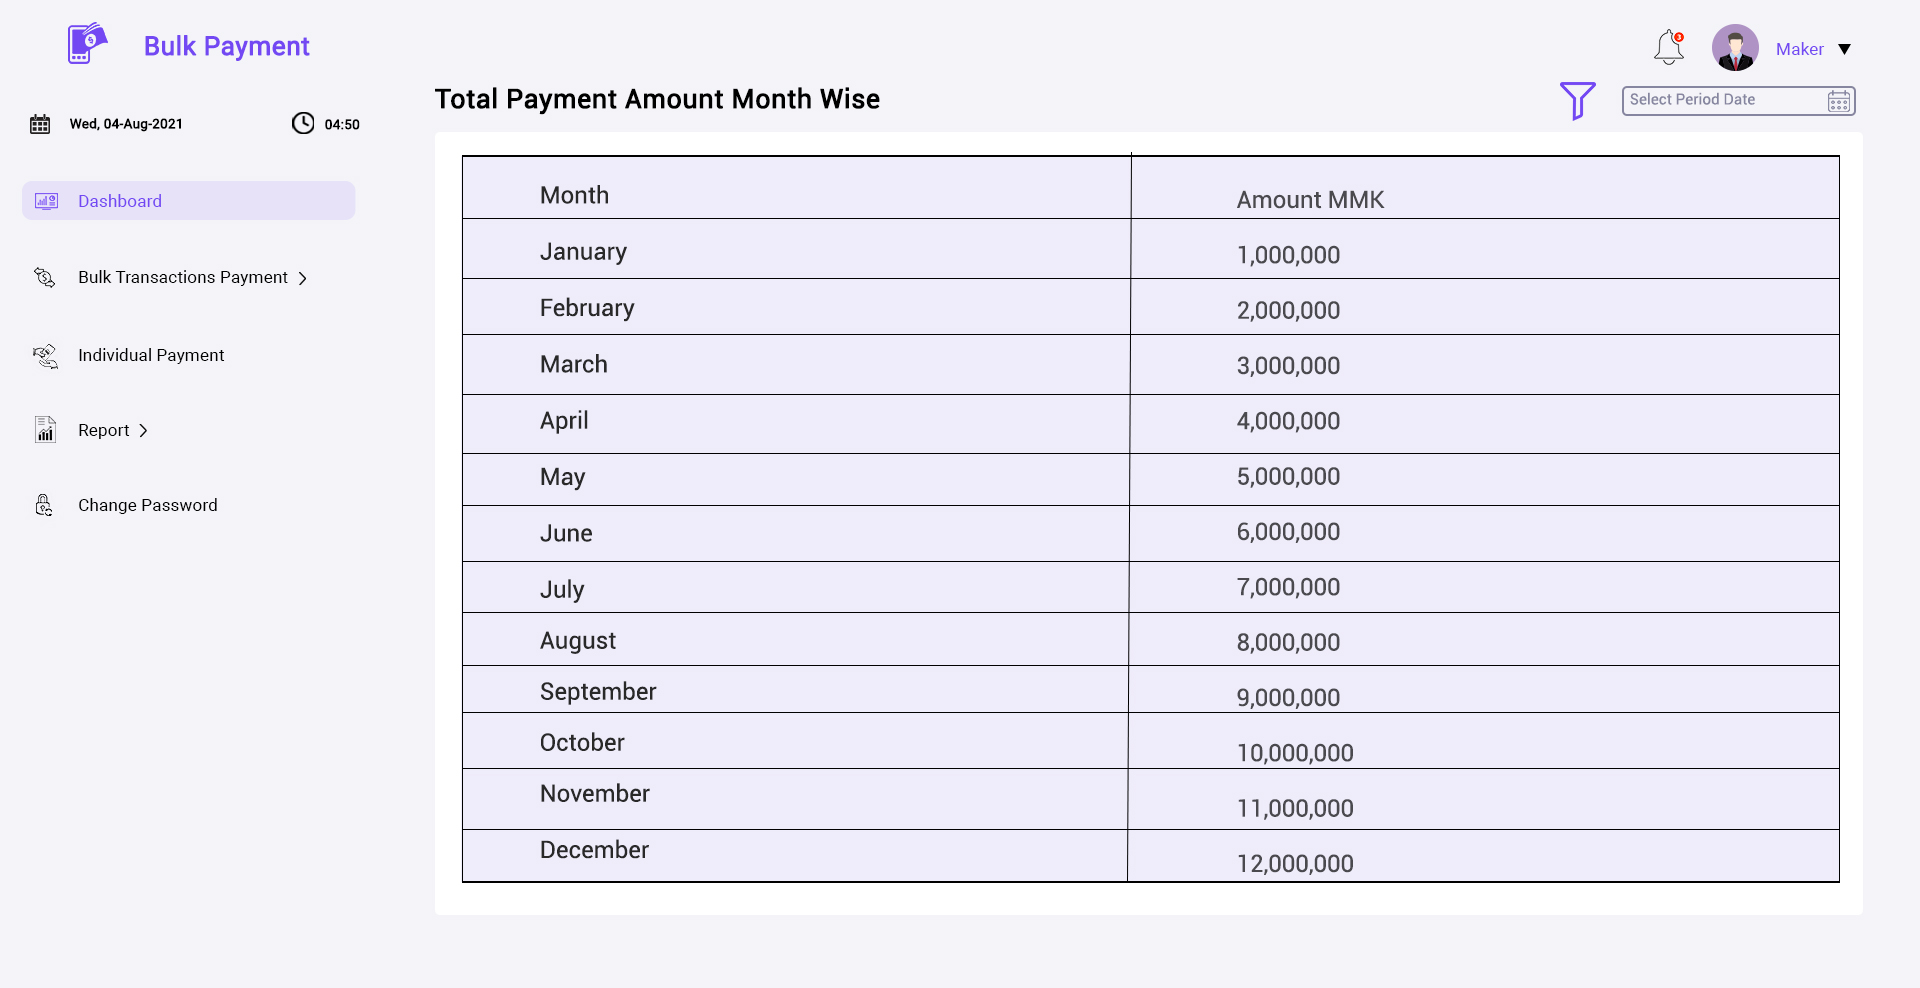 Bulk Payment
3
Maker
Total Payment Amount Month Wise
Select Period Date
Wed, 04-Aug-2021
04:50
Dashboard
Bulk Transactions Payment
Individual Payment
Report
Change Password
Month Amount MMK
January 1,000,000
February 2,000,000
March 3,000,000
April 4,000,000
May 5,000,000
June 6,000,000
July 7,000,000
August 8,000,000
September 9,000,000
October 10,000,000
November 11,000,000
December 12,000,000